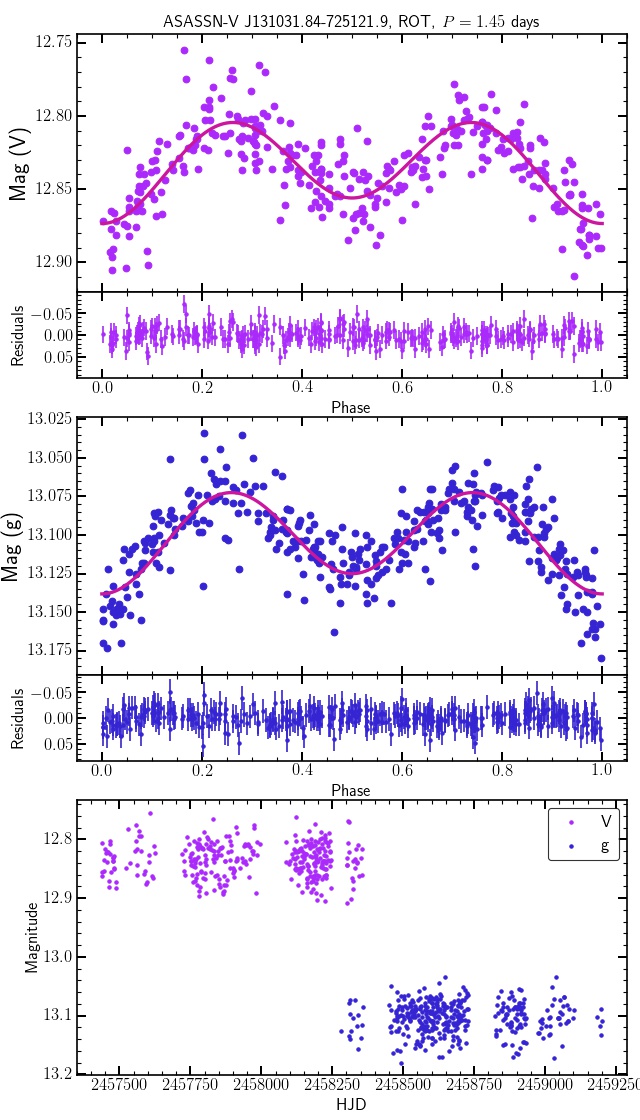 ASASSN-V J131031.84-725121.9, ROT, P = 1.45 days
12.75
12.80
12.85
12.90
Mag (V)
−0.05
0.00
0.05
Residuals
0.0 0.2 0.4 0.6 0.8 1.0
Phase
13.025
13.050
13.075
13.100
13.125
13.150
13.175
Mag (g)
−0.05
0.00
0.05
Residuals
0.0 0.2 0.4 0.6 0.8 1.0
Phase
V
g
12.8
12.9
13.0
13.1
13.2
Magnitude
2457500 2457750 2458000 2458250 2458500 2458750 2459000 245925
HJD